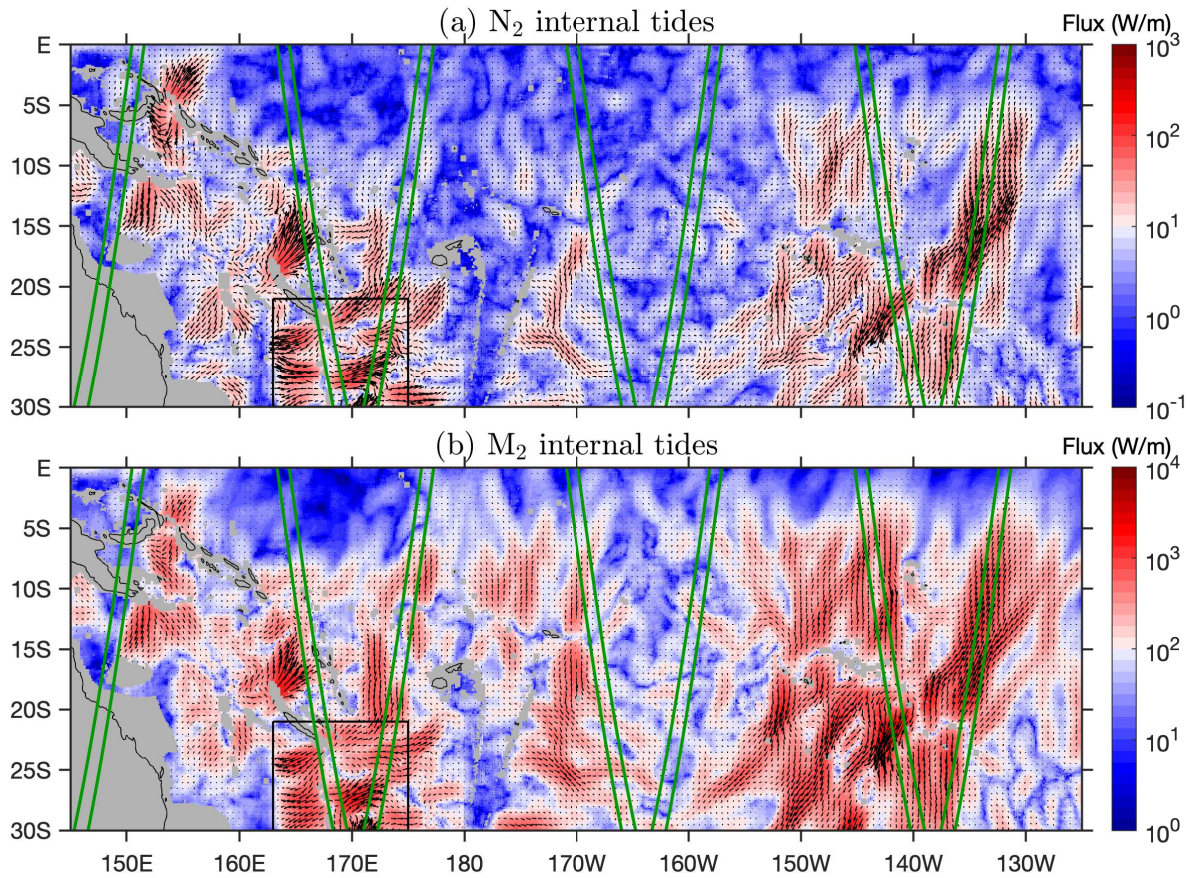 (a) N₂ internal tides
Flux (W/m)
E
5S
10S
15S
20S
25S
30S
10³
10²
10¹
10⁰
10⁻¹
(b) M₂ internal tides
Flux (W/m)
E
5S
10S
15S
20S
25S
30S
10⁴
10³
10²
10¹
10⁰
150E 160E 170E 180 170W 160W 150W 140W 130W